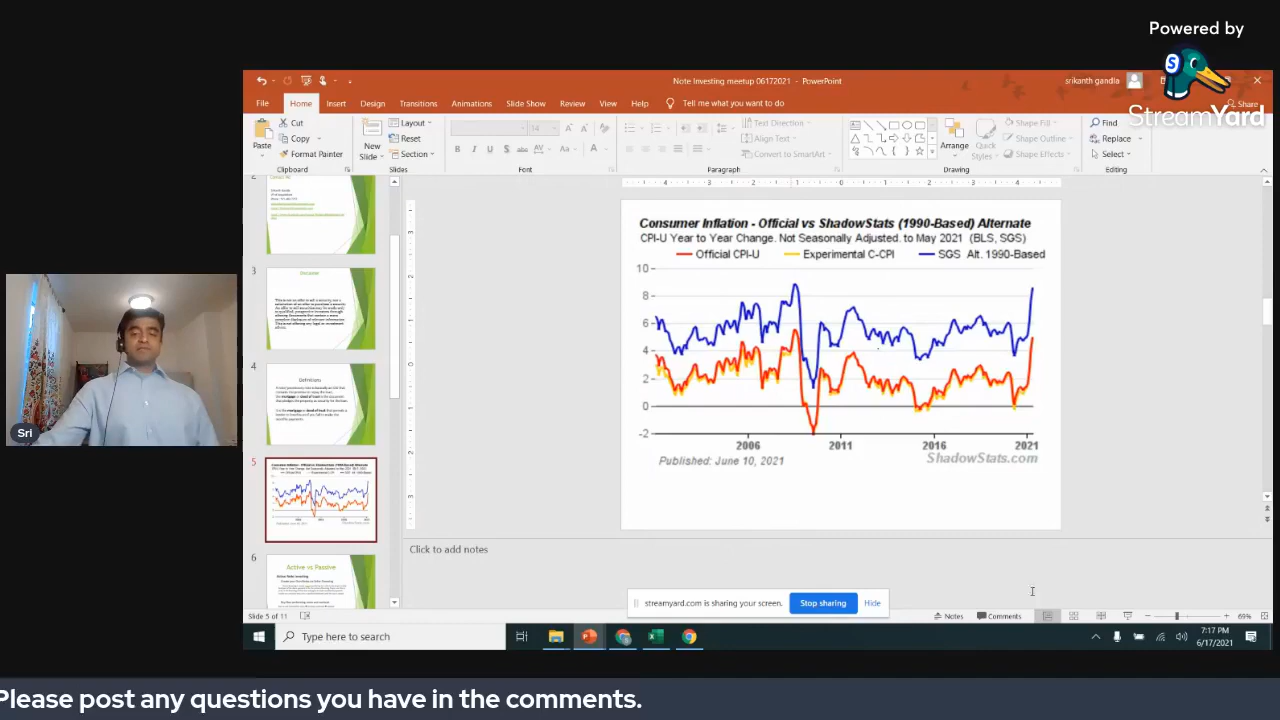 Powered by
StreamYard
Note Investing meetup 06172021 - PowerPoint
srikanth gandla
File Home Insert Design Transitions Animations Slide Show Review View Help Tell me what you want to do
Share
Paste
Cut
Copy
Format Painter
Clipboard
New
Slide
Layout
Reset
Section
Slides
14
Font
Text Direction
Align Text
Convert to SmartArt
Paragraph
Arrange
Quick
Styles
Shape Fill
Shape Outline
Shape Effects
Drawing
Find
Replace
Select
Editing
2
3
4
Definitions
5
6
Active vs Passive
Consumer Inflation - Official vs ShadowStats (1990-Based) Alternate
CPI-U Year to Year Change. Not Seasonally Adjusted. to May 2021 (BLS, SGS)
Official CPI-U Experimental C-CPI SGS Alt. 1990-Based
10
8
6
4
2
0
-2
2006 2011 2016 2021
Published: June 10, 2021
ShadowStats.com
Sri
Click to add notes
streamyard.com is sharing your screen. Stop sharing Hide
Slide 5 of 11
Notes Comments 69%
Type here to search
7:17 PM
6/17/2021
Please post any questions you have in the comments.